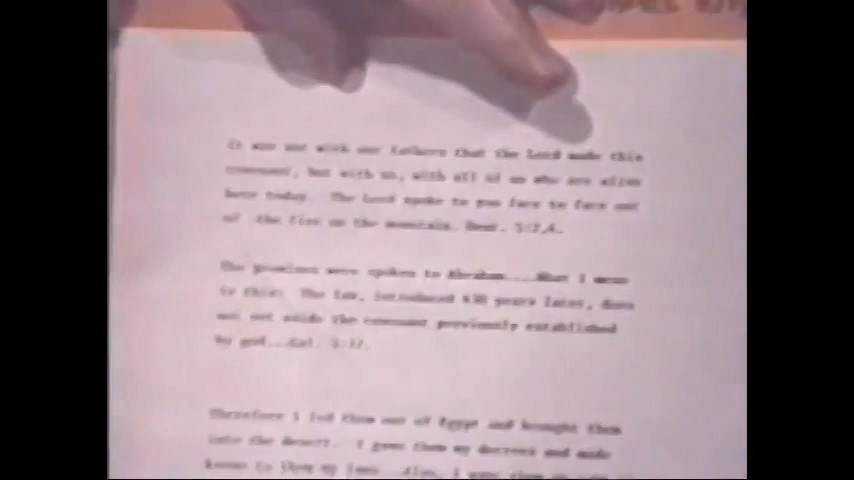 it was not with our fathers that the Lord made this
covenant, but with us, with all of us who are alive
here today. The Lord spoke to you face to face out
of the fire on the mountain. Deut. 5:
The promises were spoken to Abraham....What I mean
is this: The law, introduced 430 years later, does
not set aside the covenant previously established
by god...Gal. 3:17.
Therefore I led them out of Egypt and brought them
into the desert. I gave them my decrees and made
known to them my laws. Also, I gave them my